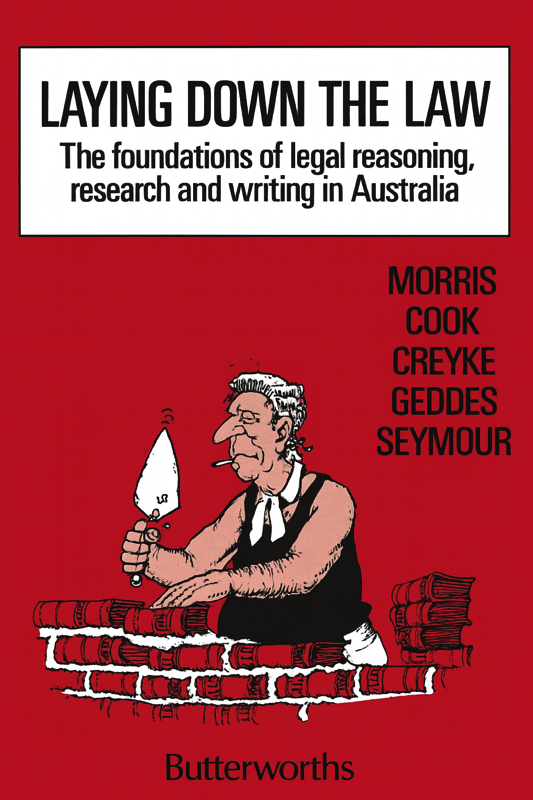 LAYING DOWN THE LAW
The foundations of legal reasoning,
research and writing in Australia
MORRIS
COOK
CREYKE
GEDDES
SEYMOUR
Butterworths